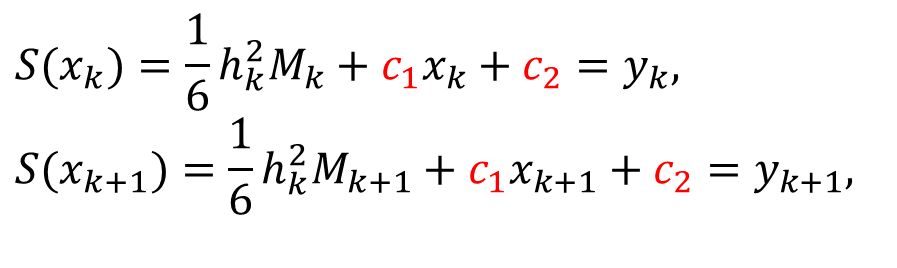 S(x_k) = \frac{1}{6} h_k^2 M_k + c_1 x_k + c_2 = y_k,
S(x_{k+1}) = \frac{1}{6} h_k^2 M_{k+1} + c_1 x_{k+1} + c_2 = y_{k+1},